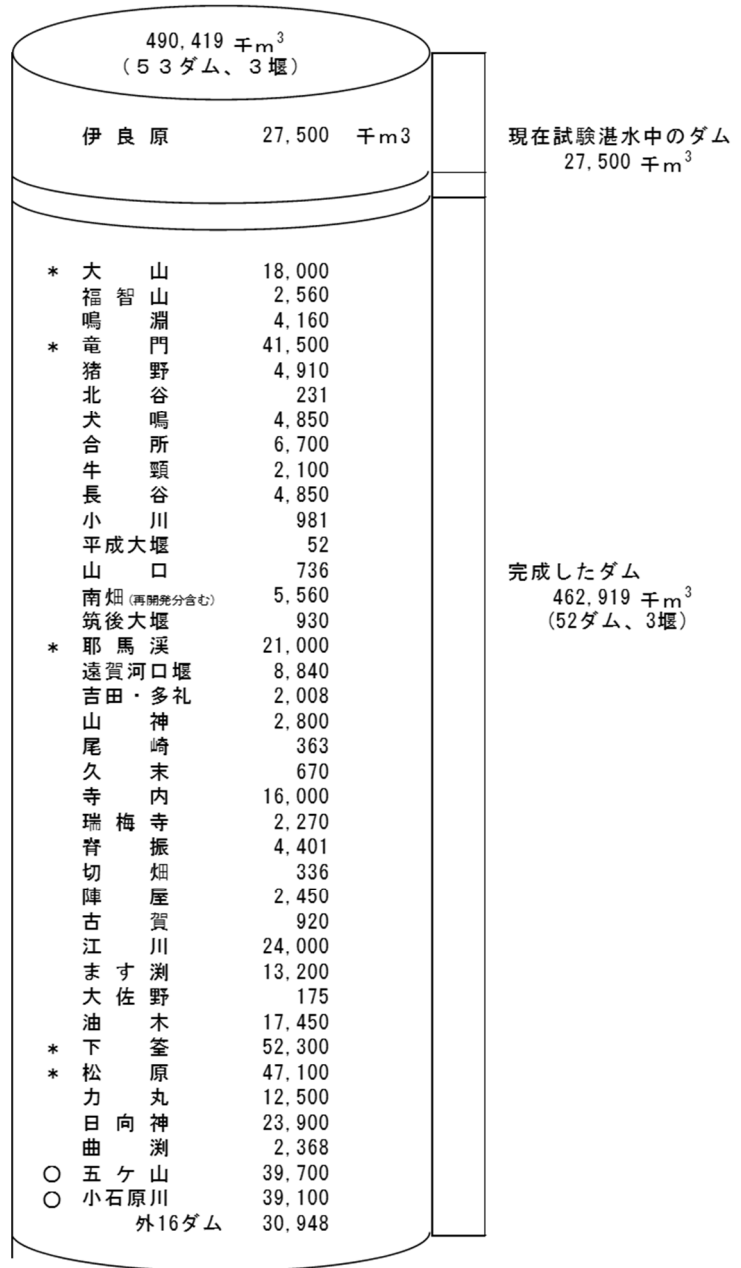 490,419 千m³
(53ダム、3堰)
伊良原 27,500 千m3
現在試験湛水中のダム
27,500 千m³
* 大山 18,000
福智山 2,560
鳴淵 4,160
* 竜門 41,500
猪野 4,910
北谷 231
犬鳴 4,850
合所 6,700
牛頸 2,100
長谷 4,850
小川 981
平成大堰 52
山口 736
南畑(再開発分含む) 5,560
筑後大堰 930
* 耶馬渓 21,000
遠賀河口堰 8,840
吉田・多礼 2,008
山神 2,800
尾崎 363
久末 670
寺内 16,000
瑞梅寺 2,270
脊振 4,401
切畑 336
陣屋 2,450
古賀 920
江川 24,000
ます渕 13,200
大佐野 175
油木 17,450
* 下筌 52,300
* 松原 47,100
力丸 12,500
日向神 23,900
曲渕 2,368
○ 五ケ山 39,700
○ 小石原川 39,100
外16ダム 30,948
完成したダム
462,919 千m³
(52ダム、3堰)